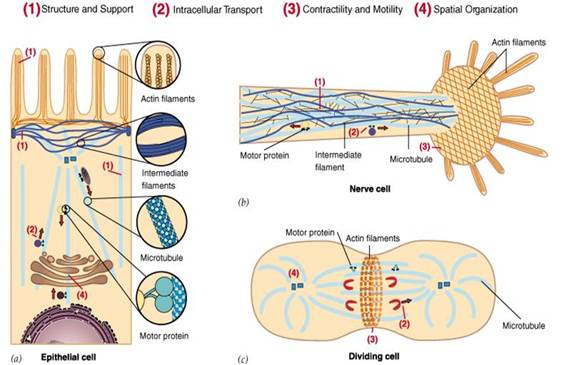 (1) Structure and Support (2) Intracellular Transport (3) Contractility and Motility (4) Spatial Organization
(1)
Actin filaments
(1)
(1)
Intermediate
filaments
(2)
Microtubule
(4)
Motor protein
(a) Epithelial cell
Actin filaments
(1)
(2)
Motor protein
Intermediate
filament
Microtubule
(3)
(b)
Nerve cell
Motor protein
Actin filaments
(4)
(2)
Microtubule
(3)
(c)
Dividing cell